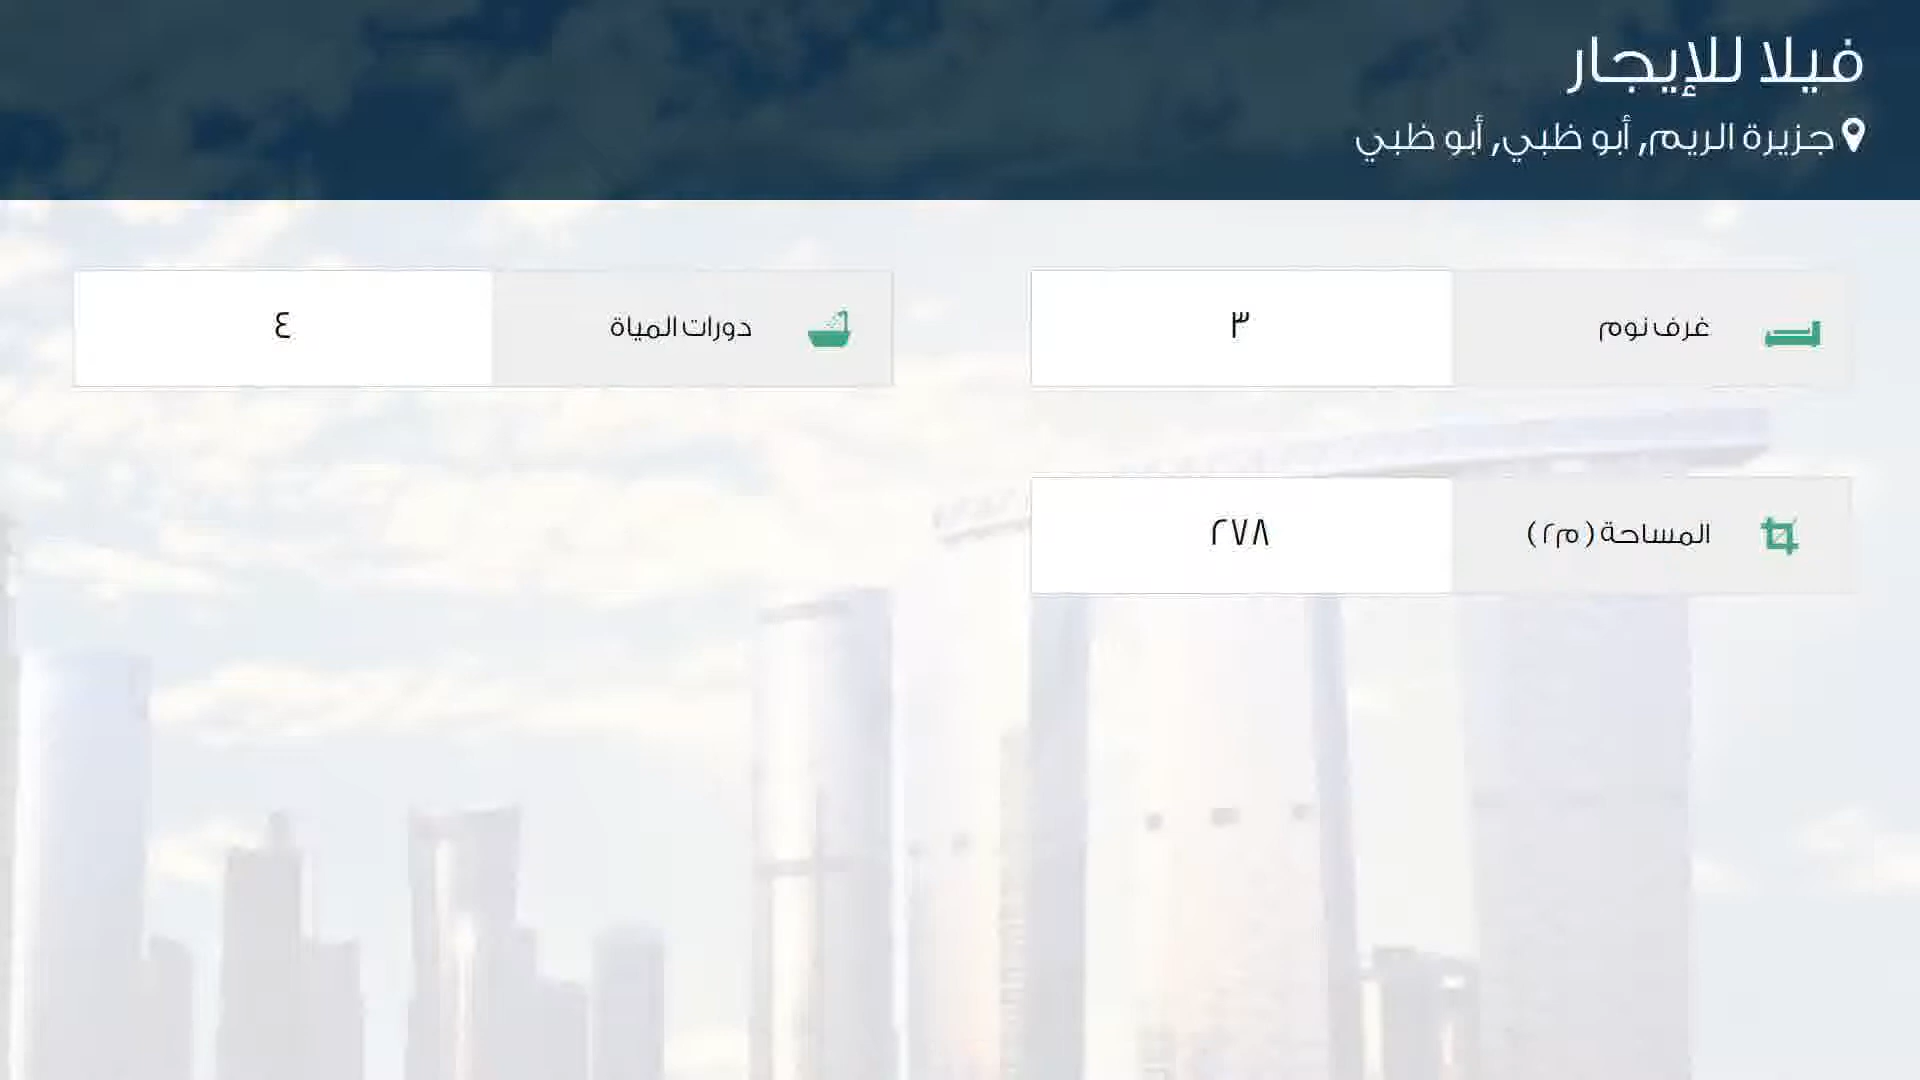 فيلا للإيجار
جزيرة الريم, أبو ظبي, أبو ظبي
غرف نوم
٣
دورات المياة
٤
المساحة (م٢)
٢٧٨